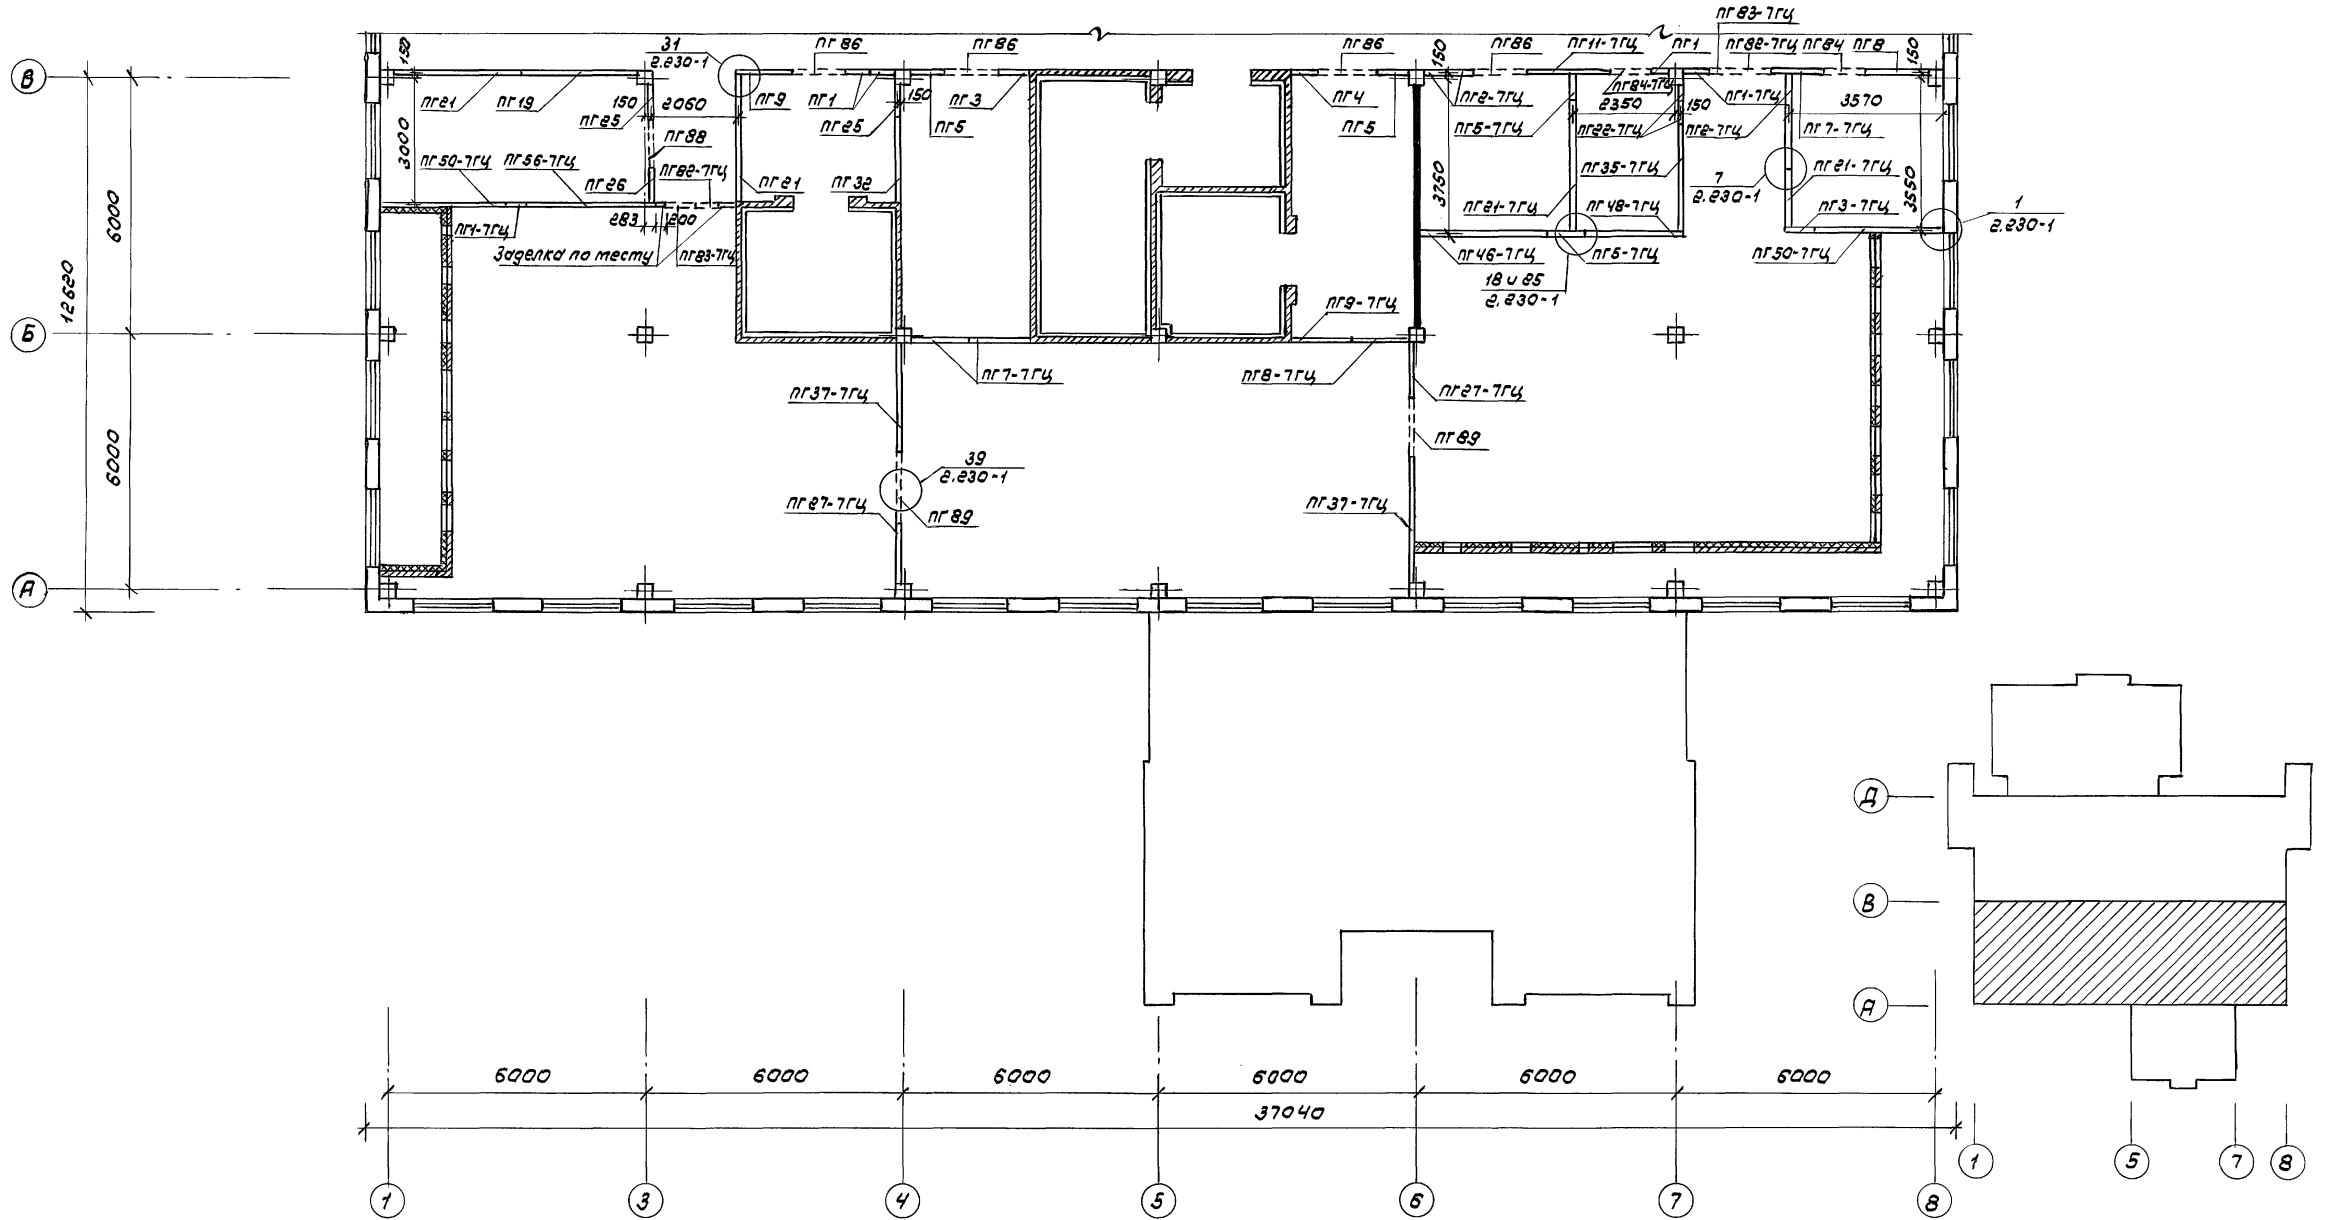 ПГ83-7ГЦ
31
2.230-1
ПГ86
ПГ86
ПГ86
ПГ86
ПГ11-7ГЦ
ПГ1
ПГ82-7ГЦ
ПГ84
ПГ8
150
150
150
В
ПГ21
ПГ19
150
2060
ПГ9
ПГ1
150
ПГ3
ПГ4
ПГ2-7ГЦ
ПГ84-7ГЦ
2350
150
ПГ1-7ГЦ
3570
ПГ25
ПГ25
ПГ5
ПГ5
ПГ5-7ГЦ
ПГ22-7ГЦ
ПГ2-7ГЦ
ПГ7-7ГЦ
3000
ПГ88
ПГ50-7ГЦ
ПГ56-7ГЦ
ПГ82-7ГЦ
ПГ26
ПГ21
ПГ32
3750
ПГ35-7ГЦ
7
2.230-1
ПГ21-7ГЦ
3550
1
2.230-1
6000
ПГ1-7ГЦ
283
200
ПГ21-7ГЦ
ПГ48-7ГЦ
ПГ3-7ГЦ
Заделка по месту
ПГ83-7ГЦ
ПГ46-7ГЦ
ПГ5-7ГЦ
ПГ50-7ГЦ
18 и 25
2.230-1
12620
ПГ9-7ГЦ
Б
ПГ7-7ГЦ
ПГ8-7ГЦ
ПГ37-7ГЦ
ПГ27-7ГЦ
6000
ПГ89
39
2.230-1
ПГ27-7ГЦ
ПГ89
ПГ37-7ГЦ
А
Д
В
А
6000
6000
6000
6000
6000
6000
37040
1
5
7
8
1
3
4
5
6
7
8